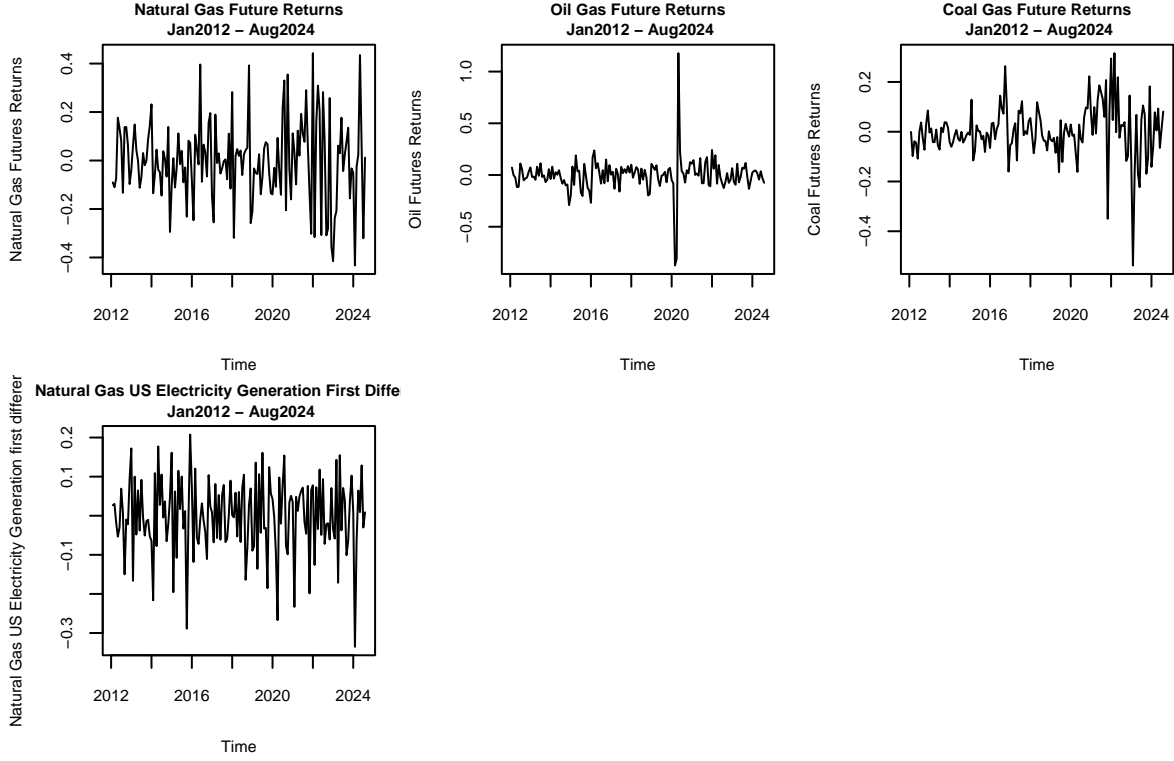 Natural Gas Future Returns
Jan2012 − Aug2024
Natural Gas Futures Returns
0.4
0.2
0.0
−0.2
−0.4
2012 2016 2020 2024
Time
Oil Gas Future Returns
Jan2012 − Aug2024
Oil Futures Returns
1.0
0.5
0.0
−0.5
2012 2016 2020 2024
Time
Coal Gas Future Returns
Jan2012 − Aug2024
Coal Futures Returns
0.2
0.0
−0.2
−0.4
2012 2016 2020 2024
Time
Natural Gas US Electricity Generation First Diffe
Jan2012 − Aug2024
Natural Gas US Electricity Generation first differer
0.2
0.1
−0.1
−0.3
2012 2016 2020 2024
Time